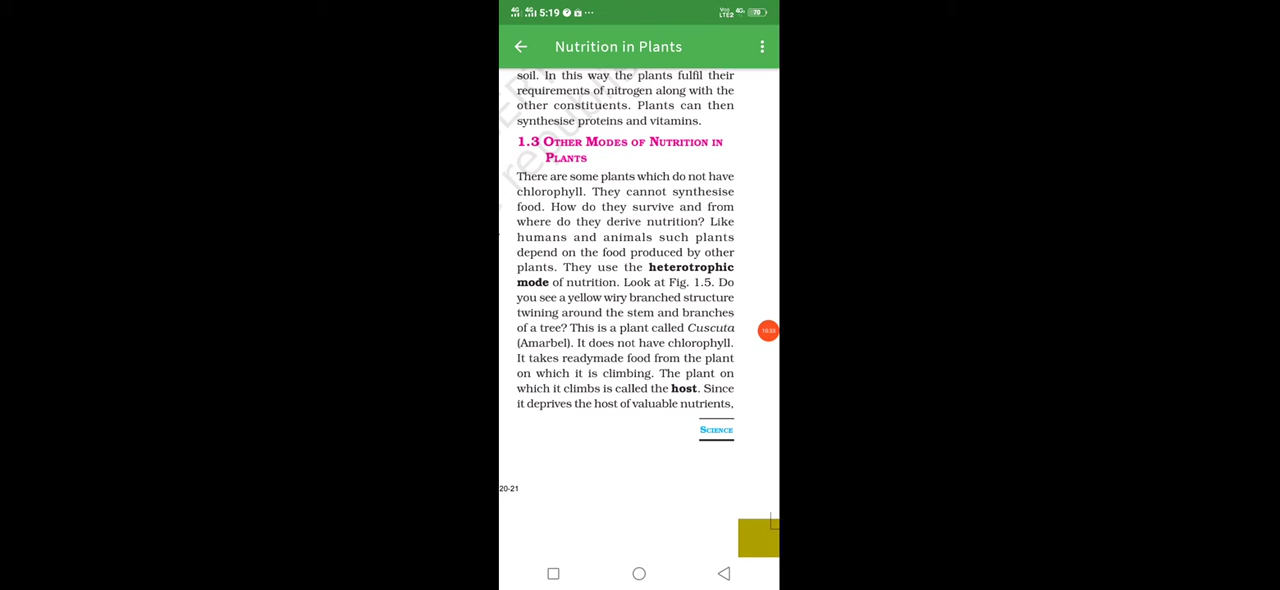 4G 4G 5:19 ...
Vo) LTE2 4G 70
Nutrition in Plants
soil. In this way the plants fulfil their
requirements of nitrogen along with the
other constituents. Plants can then
synthesise proteins and vitamins.
1.3 OTHER MODES OF NUTRITION IN
PLANTS
There are some plants which do not have
chlorophyll. They cannot synthesise
food. How do they survive and from
where do they derive nutrition? Like
humans and animals such plants
depend on the food produced by other
plants. They use the heterotrophic
mode of nutrition. Look at Fig. 1.5. Do
you see a yellow wiry branched structure
twining around the stem and branches
of a tree? This is a plant called Cuscuta
(Amarbel). It does not have chlorophyll.
It takes readymade food from the plant
on which it is climbing. The plant on
which it climbs is called the host. Since
it deprives the host of valuable nutrients,
SCIENCE
20-21
republ